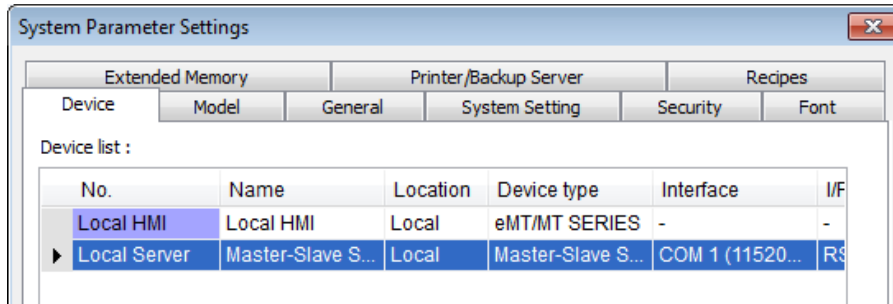 System Parameter Settings
Extended Memory Printer/Backup Server Recipes
Device Model General System Setting Security Font
Device list :
No. Name Location Device type Interface I/F
Local HMI Local HMI Local eMT/MT SERIES - -
Local Server Master-Slave S... Local Master-Slave S... COM 1 (11520... RS